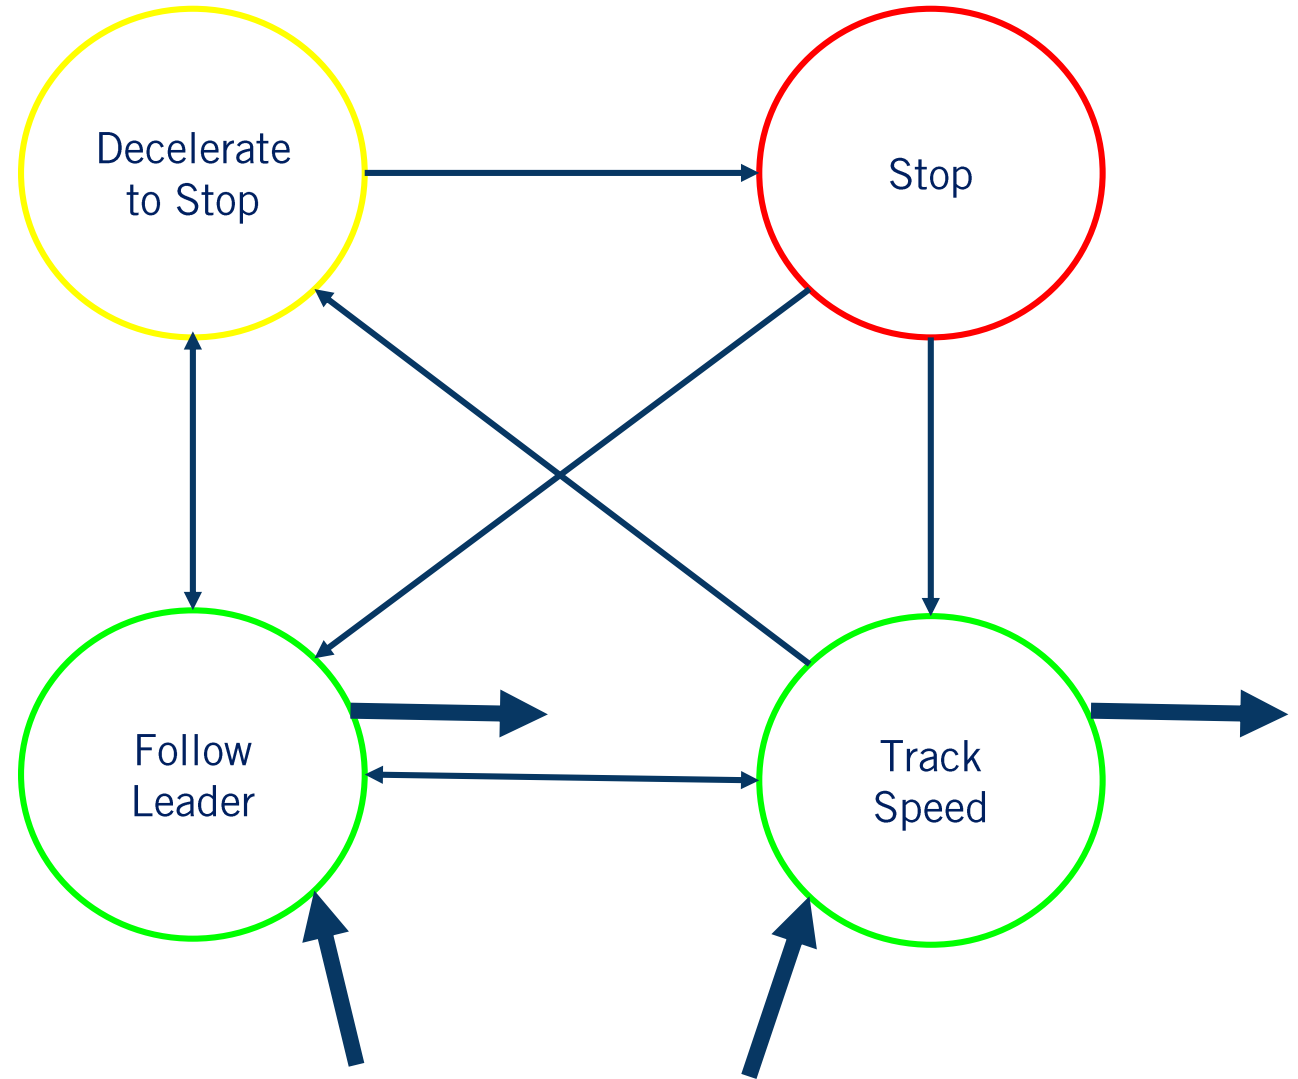 Decelerate
to Stop
Stop
Follow
Leader
Track
Speed